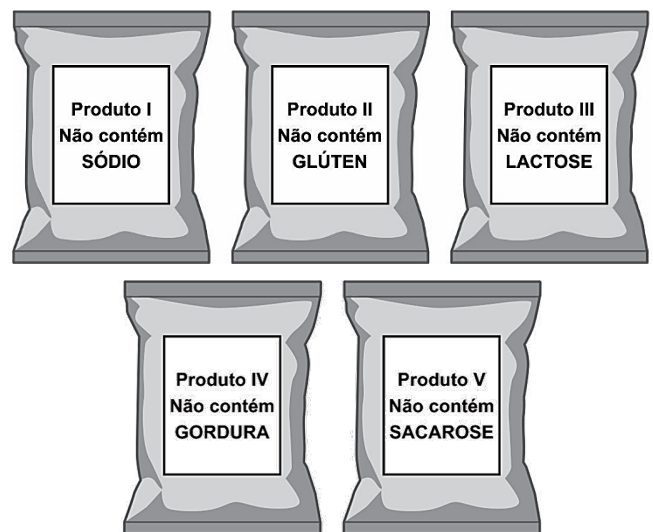 Produto I
Não contém
SÓDIO
Produto II
Não contém
GLÚTEN
Produto III
Não contém
LACTOSE
Produto IV
Não contém
GORDURA
Produto V
Não contém
SACAROSE